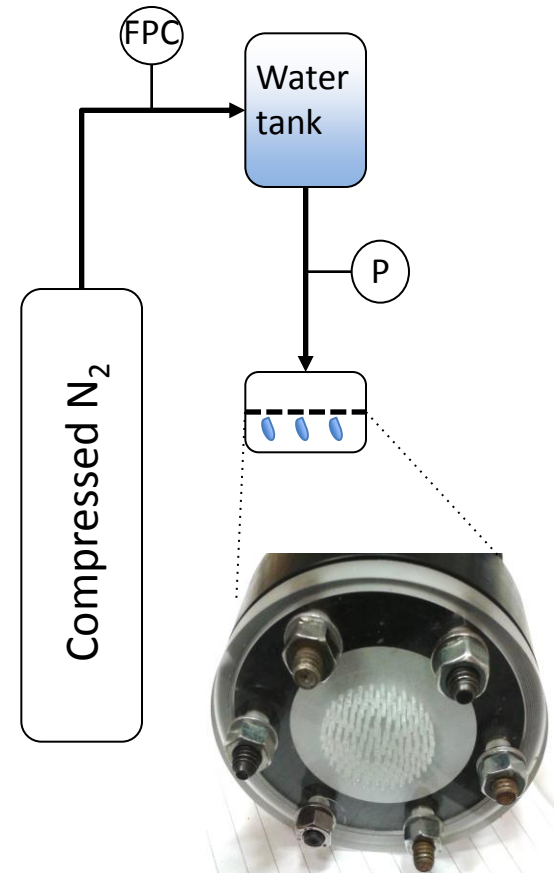 FPC
Water
tank
P
Compressed N₂